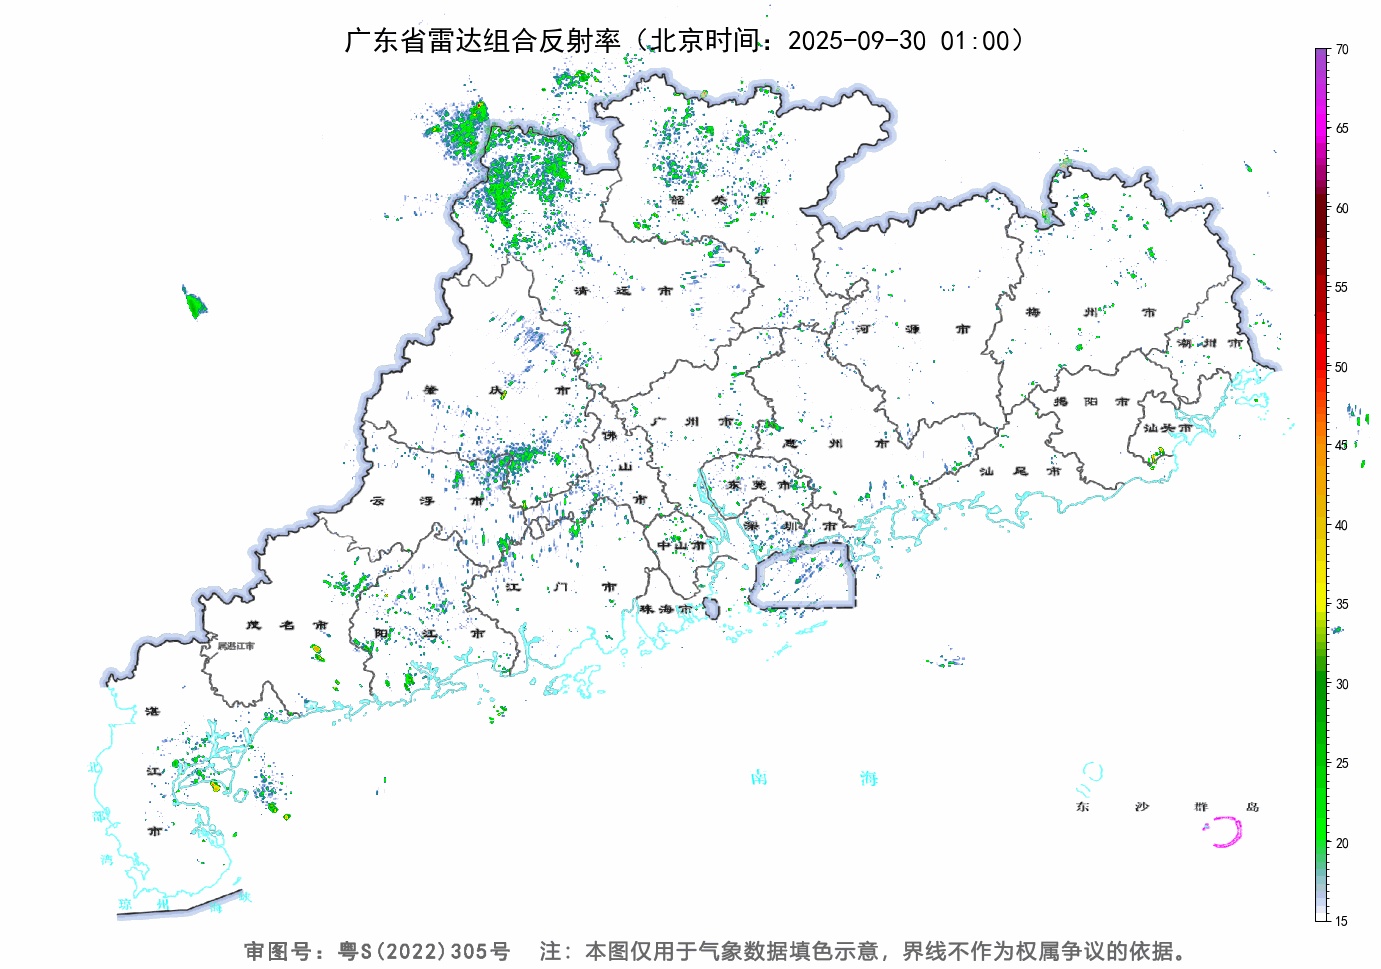 广东省雷达组合反射率（北京时间：2025-09-30 01:00）
70
65
60
55
50
45
40
35
30
25
20
15
韶关市
清远市
梅州市
河源市
潮州市
肇庆市
揭阳市
广州市
佛山市
惠州市
汕头市
汕尾市
云浮市
东莞市
深圳市
中山市
江门市
珠海市
茂名市
阳江市
属湛江市
湛江市
北部湾
南海
东沙群岛
琼州海峡
审图号：粤S(2022)305号 注：本图仅用于气象数据填色示意，界线不作为权属争议的依据。